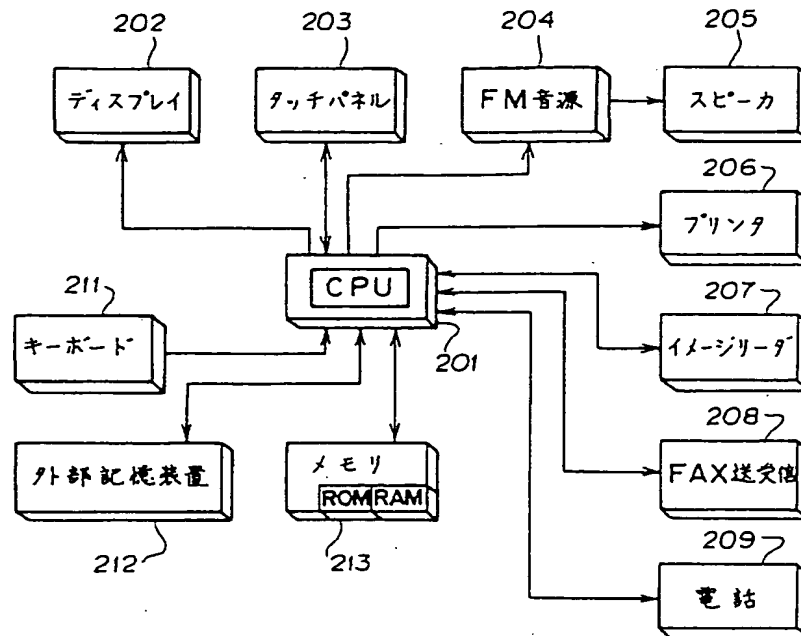 202
203
204
205
ディスプレイ
タッチパネル
FM音源
スピーカ
206
プリンタ
CPU
211
207
キーボード
201
イメージリーダ
208
外部記憶装置
メモリ
ROM RAM
FAX送受信
212
213
209
電話